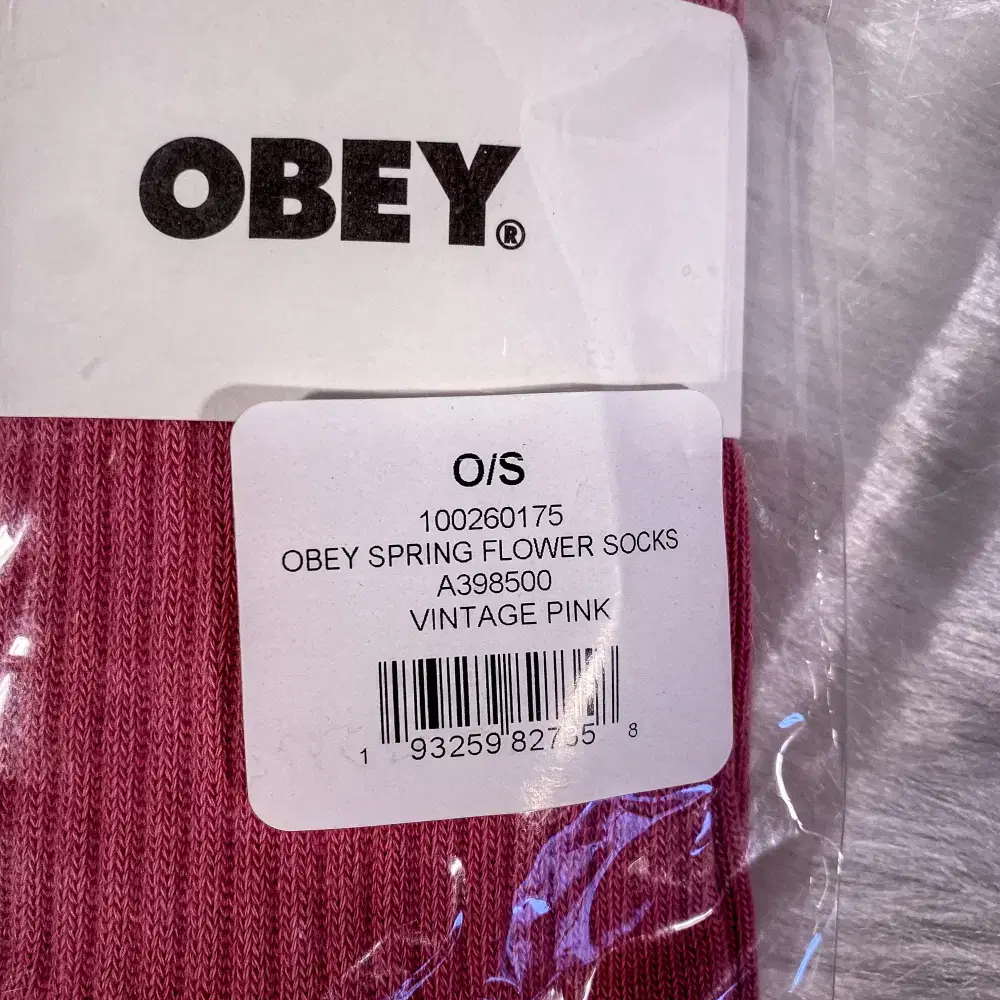 OBEY®
O/S
100260175
OBEY SPRING FLOWER SOCKS
A398500
VINTAGE PINK
1 93259 82735 8